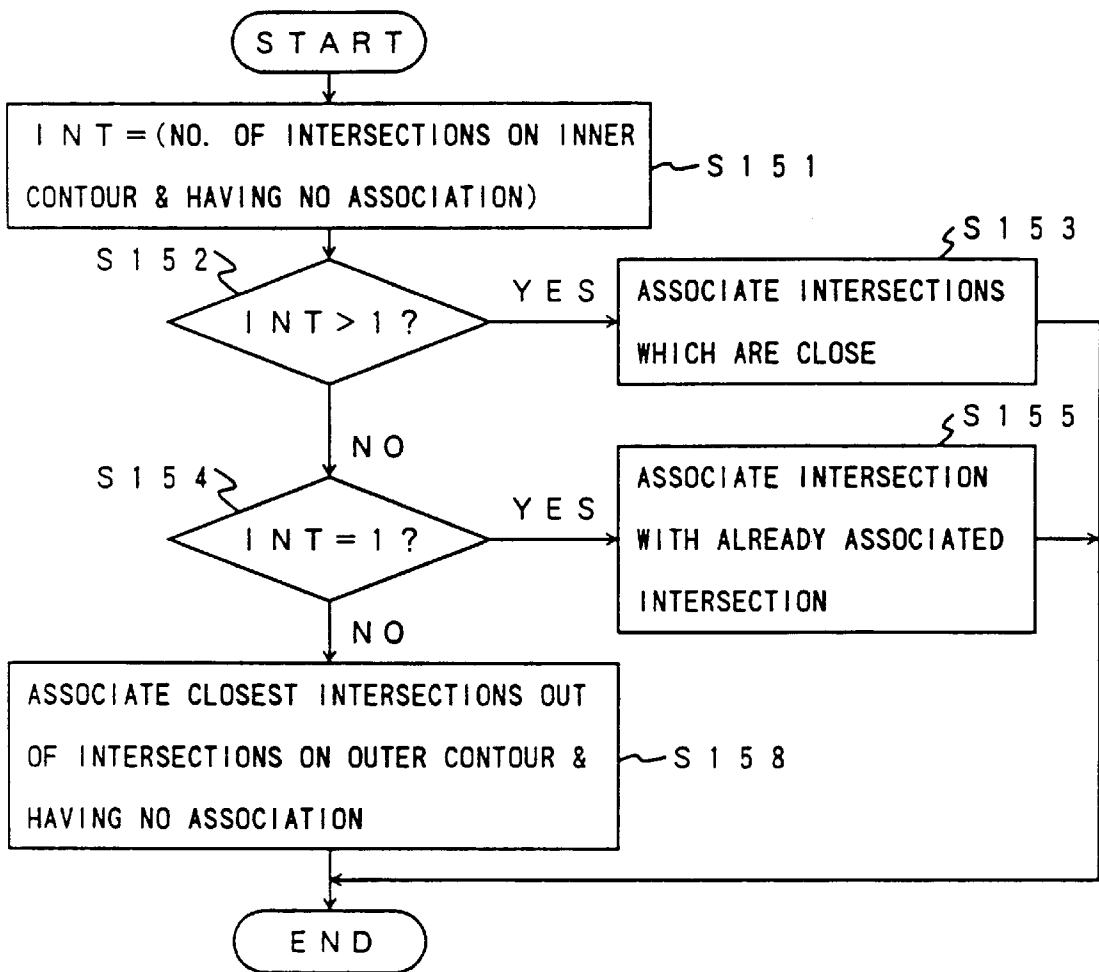 START
INT=(NO. OF INTERSECTIONS ON INNER
CONTOUR & HAVING NO ASSOCIATION)
S151
S152
INT>1?
YES
S153
ASSOCIATE INTERSECTIONS
WHICH ARE CLOSE
NO
S154
INT=1?
YES
S155
ASSOCIATE INTERSECTION
WITH ALREADY ASSOCIATED
INTERSECTION
NO
ASSOCIATE CLOSEST INTERSECTIONS OUT
OF INTERSECTIONS ON OUTER CONTOUR &
HAVING NO ASSOCIATION
S158
END